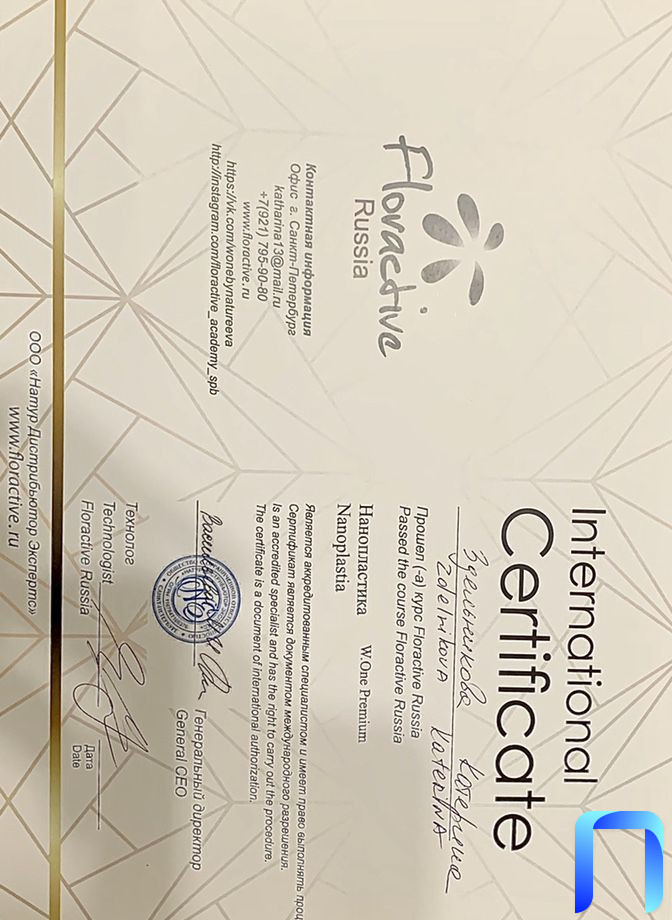 International
Certificate
Здельникова Катерина
Zdelnikova Katerina
Прошел (-а) курс Floractive Russia
Passed the course Floractive Russia
Нанопластика W.One Premium
Nanoplastia
Является аккредитованным специалистом и имеет право выполнять
Сертификат является документом международного разрешения.
Is an accredited specialist and has the right to carry out the procedure.
The certificate is a document of international authorization.
Генеральный директор
General CEO
Технолог
Technologist
Floractive Russia
Дата
Date
floractive
Russia
Контактная информация
Офис г. Санкт-Петербург
katharina13@mail.ru
+7(921) 795-90-80
www.floractive.ru
https://vk.com/wonebynatureeva
http://instagram.com/floractive_academy_spb
ООО «Натур Дистрибьютор Экспертс»
www.floractive.ru